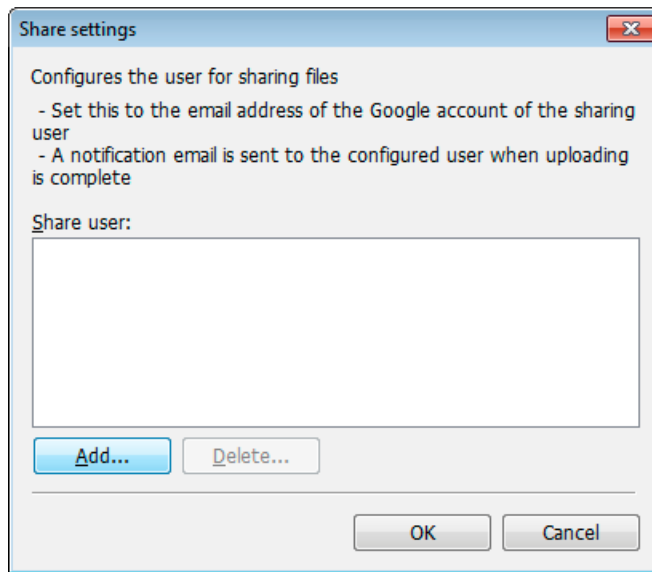 Share settings
Configures the user for sharing files
- Set this to the email address of the Google account of the sharing
user
- A notification email is sent to the configured user when uploading
is complete
Share user:
Add...
Delete...
OK
Cancel